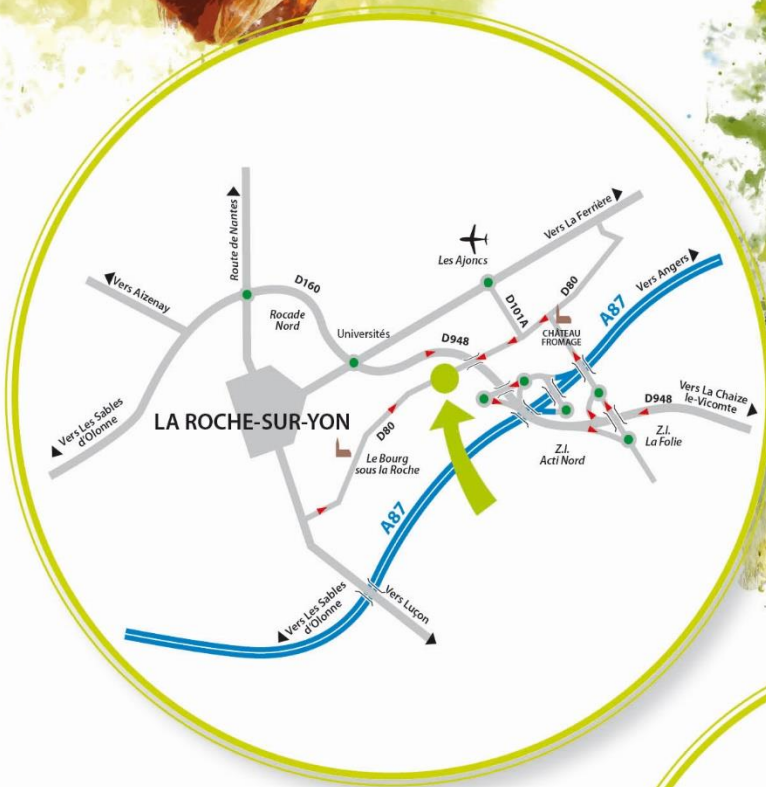 Route de Nantes
Vers Aizenay
D160
Rocade
Nord
Les Ajoncs
Vers La Ferrière
D80
D101A
Vers Angers
A87
Universités
D948
CHÂTEAU
FROMAGE
Vers Les Sables
d'Olonne
LA ROCHE-SUR-YON
D80
Le Bourg
sous la Roche
D948
Vers La Chaize
le-Vicomte
Z.I.
La Folie
Z.I.
Acti Nord
A87
Vers Les Sables
d'Olonne
Vers Luçon